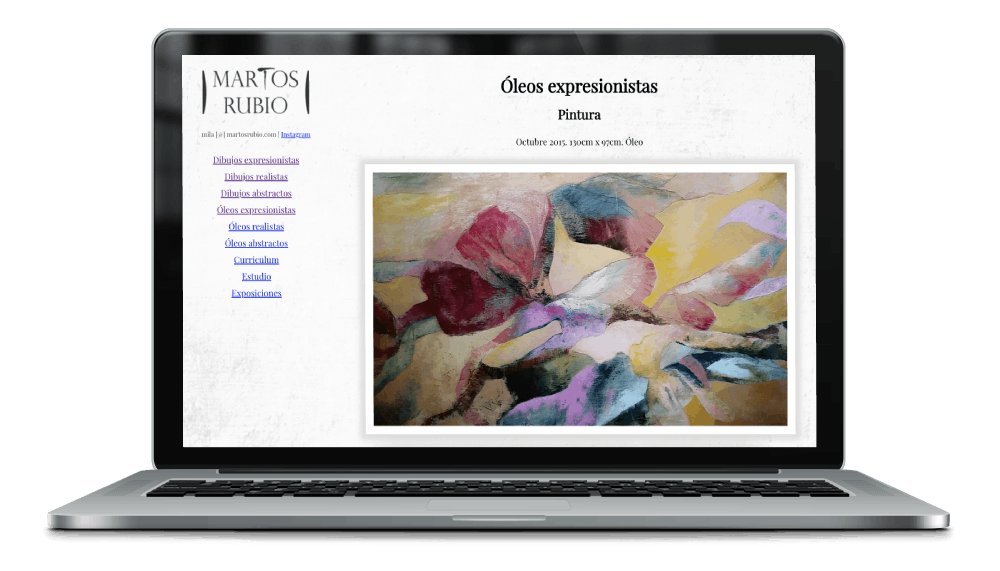 MARTOS
RUBIO
mila [@] martosrubio.com | Instagram
Dibujos expresionistas
Dibujos realistas
Dibujos abstractos
Óleos expresionistas
Óleos realistas
Óleos abstractos
Curriculum
Estudio
Exposiciones
Óleos expresionistas
Pintura
Octubre 2015. 130cm x 97cm. Óleo